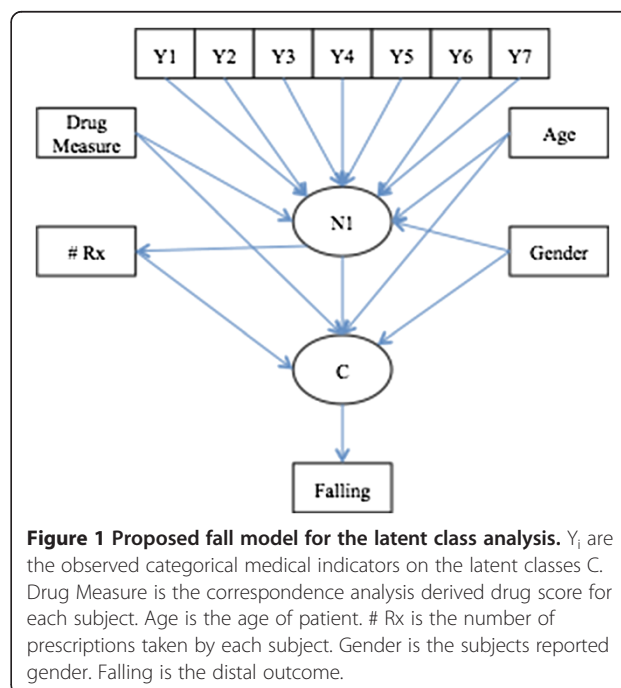 Y1 Y2 Y3 Y4 Y5 Y6 Y7
Drug
Measure
Age
N1
# Rx
Gender
C
Falling
Figure 1 Proposed fall model for the latent class analysis. Yi are
the observed categorical medical indicators on the latent classes C.
Drug Measure is the correspondence analysis derived drug score for
each subject. Age is the age of patient. # Rx is the number of
prescriptions taken by each subject. Gender is the subjects reported
gender. Falling is the distal outcome.